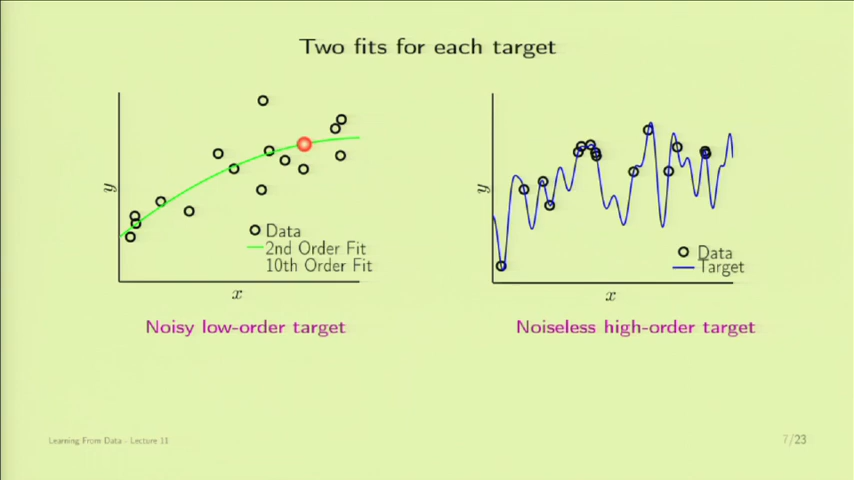 Two fits for each target
y
Data
2nd Order Fit
10th Order Fit
x
Noisy low-order target
y
Data
Target
x
Noiseless high-order target
Learning From Data - Lecture 11
7/23